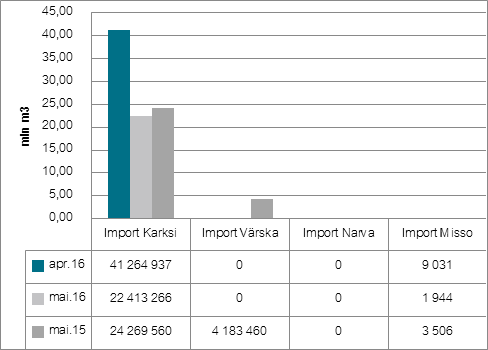 45,00
40,00
35,00
30,00
25,00
20,00
15,00
10,00
5,00
0,00
mln m3
Import Karksi Import Värska Import Narva Import Misso
apr.16 41 264 937 0 0 9 031
mai.16 22 413 266 0 0 1 944
mai.15 24 269 560 4 183 460 0 3 506